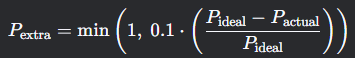 P_extra = min(1, 0.1 · ((P_ideal − P_actual) / P_ideal))